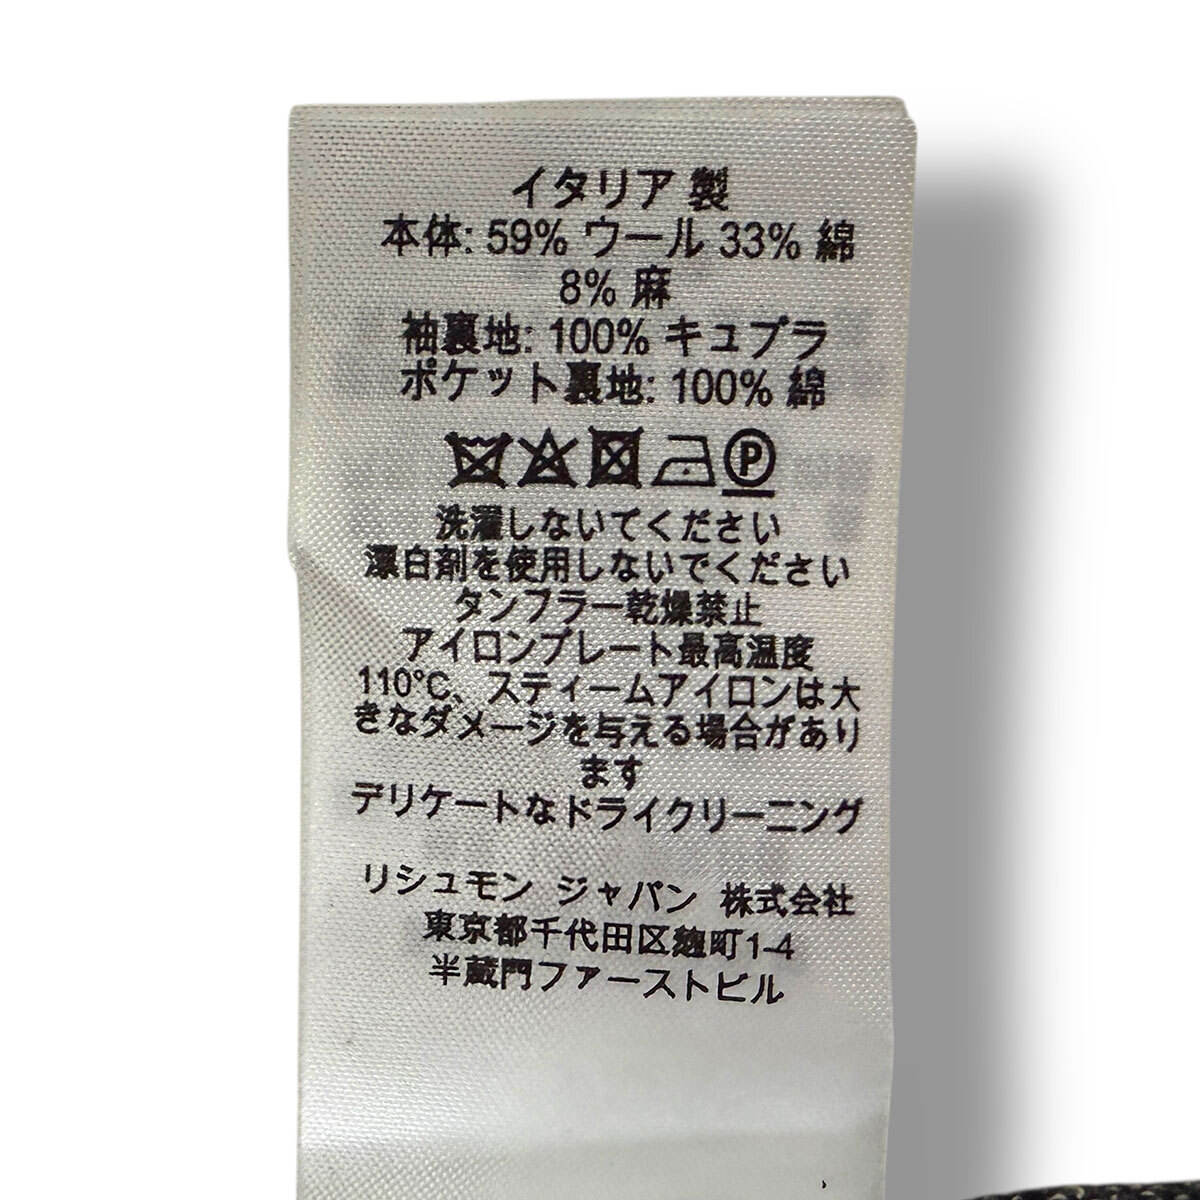 イタリア 製
本体: 59% ウール 33% 綿
8% 麻
袖裏地: 100% キュプラ
ポケット裏地: 100% 綿
P
洗濯しないてください
漂白剤を使用しないでください
タンフラー乾燥禁止
アイロンプレート最高温度
110°C、スティームアイロンは大
きなダメージを与える場合があり
ます
デリケートなドライクリーニング
リシュモン ジャパン 株式会社
東京都千代田区麹町1-4
半蔵門ファーストビル